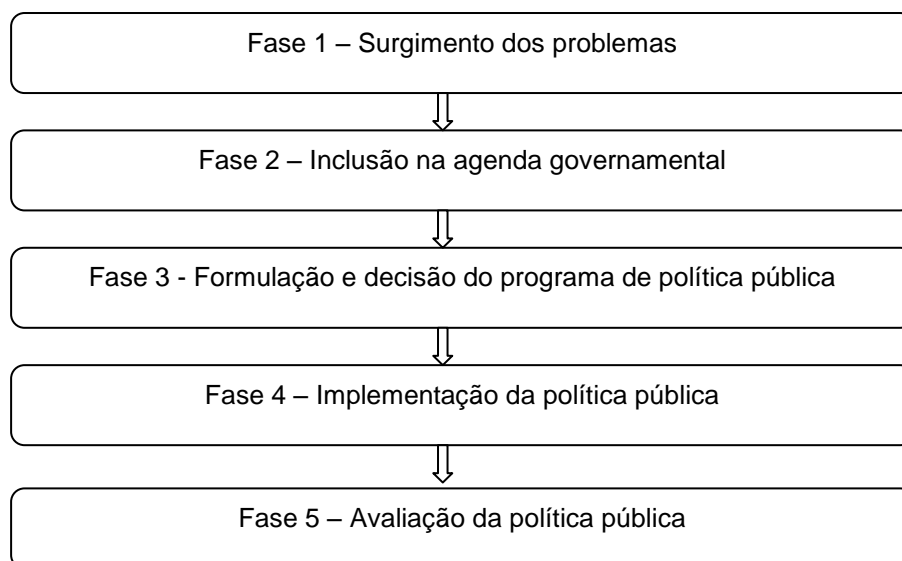 Fase 1 – Surgimento dos problemas
Fase 2 – Inclusão na agenda governamental
Fase 3 - Formulação e decisão do programa de política pública
Fase 4 – Implementação da política pública
Fase 5 – Avaliação da política pública